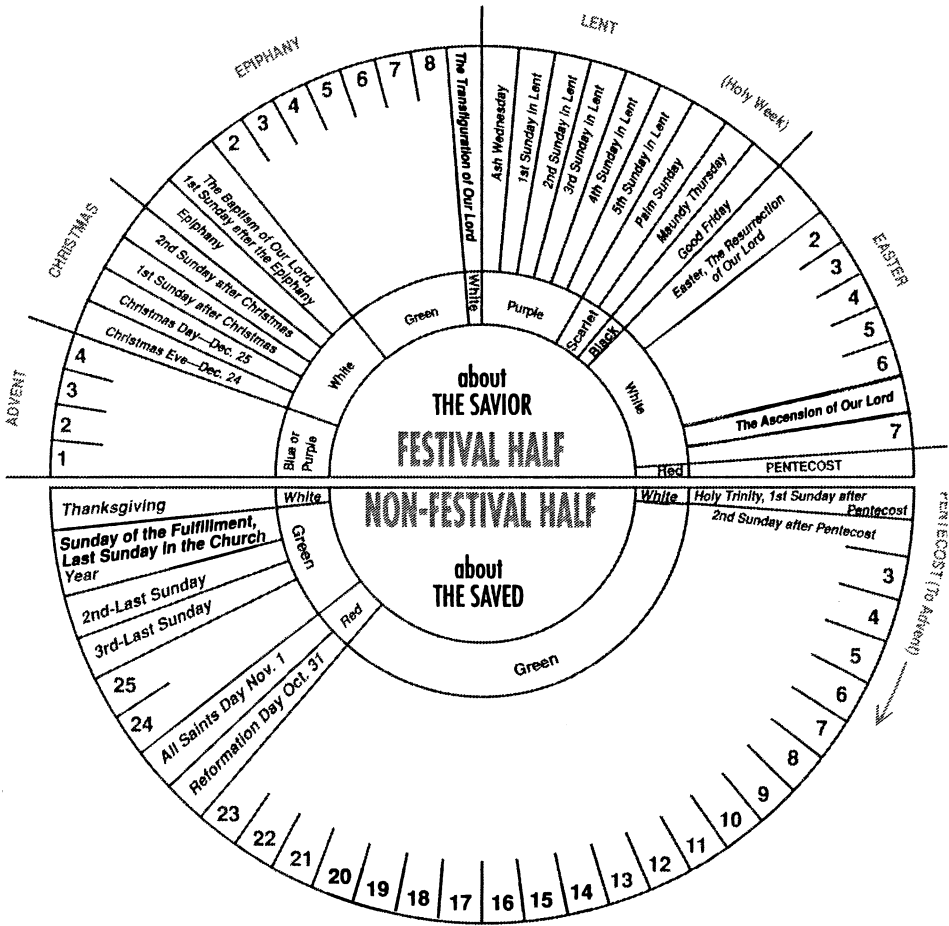 ADVENT
1
2
3
4
CHRISTMAS
Christmas Eve—Dec. 24
Christmas Day—Dec. 25
1st Sunday after Christmas
2nd Sunday after Christmas
EPIPHANY
Epiphany
The Baptism of Our Lord,
1st Sunday after the Epiphany
2
3
4
5
6
7
8
The Transfiguration of Our Lord
LENT
Ash Wednesday
1st Sunday in Lent
2nd Sunday in Lent
3rd Sunday in Lent
4th Sunday in Lent
5th Sunday in Lent
(Holy Week)
Palm Sunday
Maundy Thursday
Good Friday
EASTER
Easter, The Resurrection
of Our Lord
2
3
4
5
6
The Ascension of Our Lord
7
PENTECOST
Blue or
Purple
White
Green
White
Purple
Scarlet
Black
White
Red
about
THE SAVIOR
FESTIVAL HALF
NON-FESTIVAL HALF
about
THE SAVED
White
Green
Red
Green
White
PENTECOST (To Advent)
Holy Trinity, 1st Sunday after
Pentecost
2nd Sunday after Pentecost
3
4
5
6
7
8
9
10
11
12
13
14
15
16
17
18
19
20
21
22
23
Reformation Day Oct. 31
All Saints Day Nov. 1
24
25
3rd-Last Sunday
2nd-Last Sunday
Sunday of the Fulfillment,
Last Sunday in the Church
Year
Thanksgiving